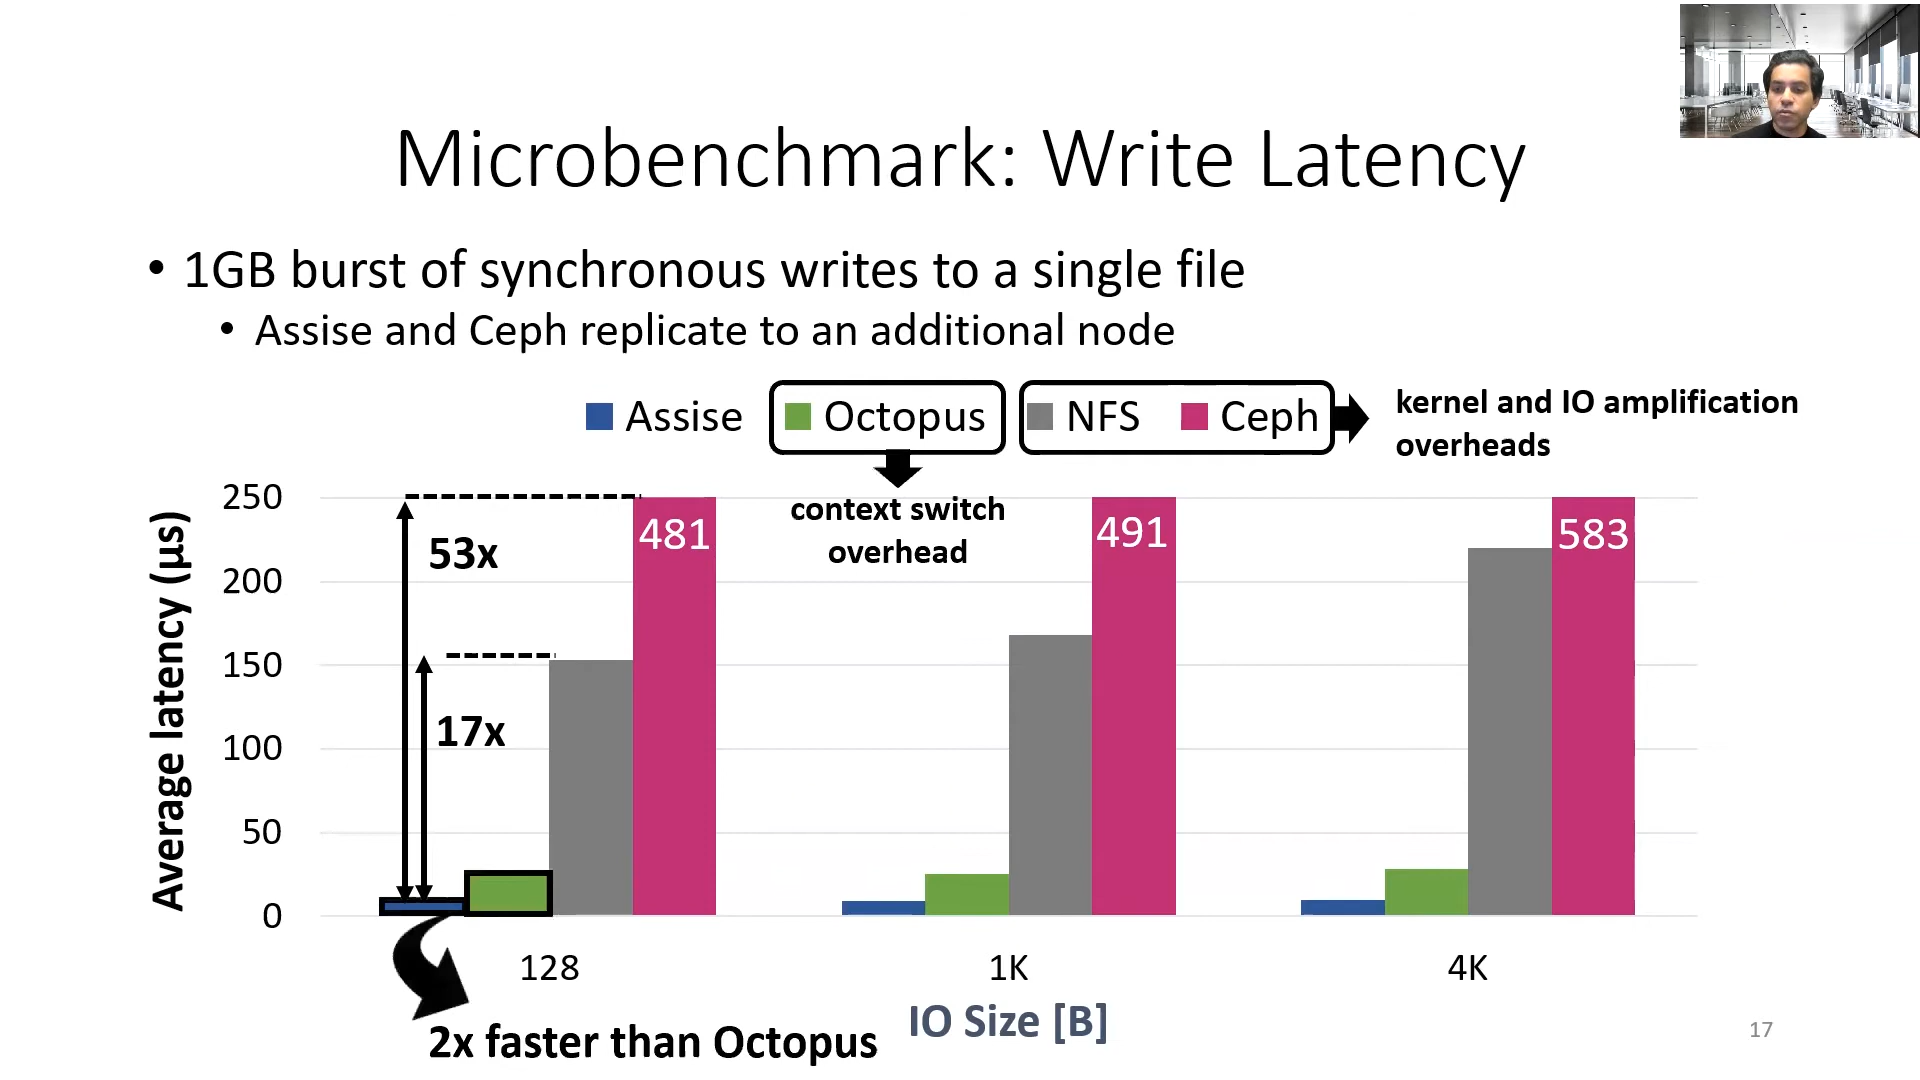 Microbenchmark: Write Latency
• 1GB burst of synchronous writes to a single file
• Assise and Ceph replicate to an additional node
Assise Octopus NFS Ceph
kernel and IO amplification
overheads
context switch
overhead
Average latency (µs)
250
200
150
100
50
0
53x
17x
481
491
583
128 1K 4K
IO Size [B]
2x faster than Octopus
17